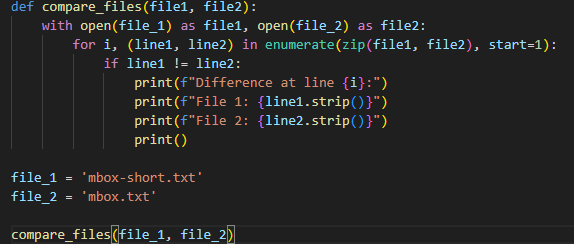 def compare_files(file1, file2):
    with open(file_1) as file1, open(file_2) as file2:
        for i, (line1, line2) in enumerate(zip(file1, file2), start=1):
            if line1 != line2:
                print(f"Difference at line {i}:")
                print(f"File 1: {line1.strip()}")
                print(f"File 2: {line2.strip()}")
                print()

file_1 = 'mbox-short.txt'
file_2 = 'mbox.txt'

compare_files(file_1, file_2)